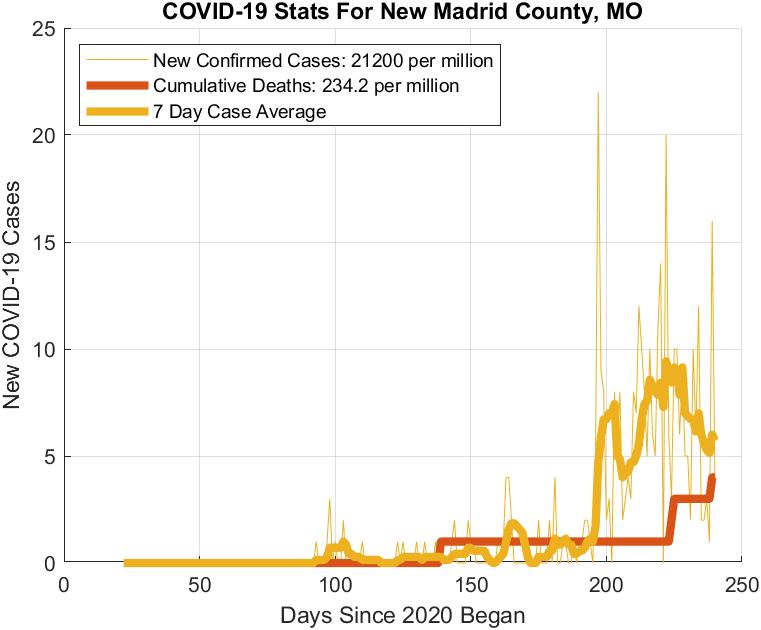 COVID-19 Stats For New Madrid County, MO
New Confirmed Cases: 21200 per million
Cumulative Deaths: 234.2 per million
7 Day Case Average
New COVID-19 Cases
25
20
15
10
5
0
0 50 100 150 200 250
Days Since 2020 Began